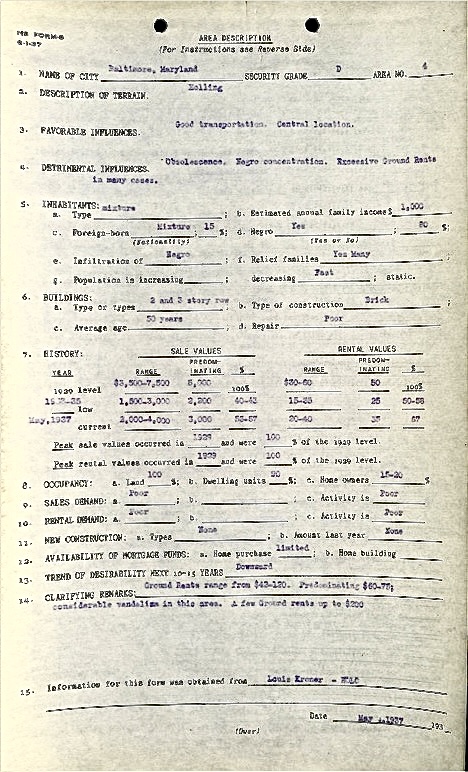 NS FORM-8
8-1-37
AREA DESCRIPTION
(For Instructions see Reverse Side)
1. NAME OF CITY Baltimore, Maryland SECURITY GRADE D AREA NO. 4
2. DESCRIPTION OF TERRAIN. Rolling
3. FAVORABLE INFLUENCES. Good transportation. Central location.
4. DETRIMENTAL INFLUENCES. Obsolescence. Negro concentration. Excessive Ground Rents
in many cases.
5. INHABITANTS: mixture
a. Type ; b. Estimated annual family income $ 1,000
c. Foreign-born Mixture ; 15 %; d. Negro Yes ; %;
(Nationality) (Yes or No)
e. Infiltration of Negro ; f. Relief families Yes Many ;
g. Population is increasing ; decreasing Fast ; static.
6. BUILDINGS:
a. Type or types 2 and 3 story row ; b. Type of construction Brick ;
c. Average age 50 years ; d. Repair Poor
7. HISTORY: SALE VALUES RENTAL VALUES
PREDOM- PREDOM-
YEAR RANGE INATING % RANGE INATING %
1929 level $3,500-7,500 5,000 100% $30-60 50 100%
1932-35 low 1,500-3,000 2,200 40-43 15-35 25 50-58
May, 1937 current 2,000-4,000 3,000 53-57 20-40 67
Peak sale values occurred in 1929 and were 100 % of the 1929 level.
Peak rental values occurred in 1929 and were 100 % of the 1929 level.
8. OCCUPANCY: a. Land 100 %; b. Dwelling units 90 %; c. Home owners 15-20 %
9. SALES DEMAND: a. Poor ; b. ; c. Activity is Poor
10. RENTAL DEMAND: a. Poor ; b. ; c. Activity is Poor
11. NEW CONSTRUCTION: a. Types None ; b. Amount last year None
12. AVAILABILITY OF MORTGAGE FUNDS: a. Home purchase limited ; b. Home building
13. TREND OF DESIRABILITY NEXT 10-15 YEARS Downward
14. CLARIFYING REMARKS: Ground Rents range from $42-120. Predominating $60-75;
considerable vandalism in this area. A few Ground rents up to $200
15. Information for this form was obtained from Louis Kromer - HOLC
Date May 4, 1937 193
(Over)